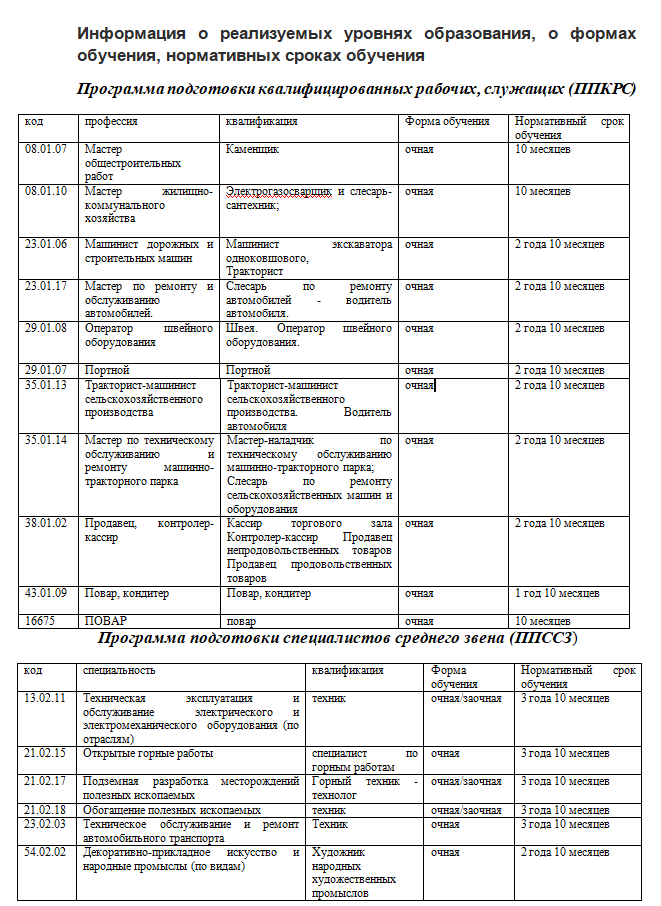 Информация о реализуемых уровнях образования, о формах
обучения, нормативных сроках обучения
Программа подготовки квалифицированных рабочих, служащих (ППКРС)
код профессия квалификация Форма обучения Нормативный срок
обучения
08.01.07 Мастер Каменщик очная 10 месяцев
общестроительных
работ
08.01.10 Мастер жилищно- Электрогазосварщик и слесарь- очная 10 месяцев
коммунального сантехник;
хозяйства
23.01.06 Машинист дорожных и Машинист экскаватора очная 2 года 10 месяцев
строительных машин одноковшового,
Тракторист
23.01.17 Мастер по ремонту и Слесарь по ремонту очная 2 года 10 месяцев
обслуживанию автомобилей - водитель
автомобилей. автомобиля.
29.01.08 Оператор швейного Швея. Оператор швейного очная 2 года 10 месяцев
оборудования оборудования.
29.01.07 Портной Портной очная 2 года 10 месяцев
35.01.13 Тракторист-машинист Тракторист-машинист очная 2 года 10 месяцев
сельскохозяйственного сельскохозяйственного
производства производства. Водитель
автомобиля
35.01.14 Мастер по техническому Мастер-наладчик по очная 2 года 10 месяцев
обслуживанию и техническому обслуживанию
ремонту машинно- машинно-тракторного парка;
тракторного парка Слесарь по ремонту
сельскохозяйственных машин и
оборудования
38.01.02 Продавец, контролер- Кассир торгового зала очная 2 года 10 месяцев
кассир Контролер-кассир Продавец
непродовольственных товаров
Продавец продовольственных
товаров
43.01.09 Повар, кондитер Повар, кондитер очная 1 год 10 месяцев
16675 ПОВАР повар очная 10 месяцев
Программа подготовки специалистов среднего звена (ППССЗ)
код специальность квалификация Форма Нормативный срок
обучения обучения
13.02.11 Техническая эксплуатация и техник очная/заочная 3 года 10 месяцев
обслуживание электрического и
электромеханического оборудования (по
отраслям)
21.02.15 Открытые горные работы специалист по очная 3 года 10 месяцев
горным работам
21.02.17 Подземная разработка месторождений Горный техник - очная/заочная 3 года 10 месяцев
полезных ископаемых технолог
21.02.18 Обогащение полезных ископаемых техник очная/заочная 3 года 10 месяцев
23.02.03 Техническое обслуживание и ремонт Техник очная 3 года 10 месяцев
автомобильного транспорта
54.02.02 Декоративно-прикладное искусство и Художник очная 2 года 10 месяцев
народные промыслы (по видам) народных
художественных
промыслов